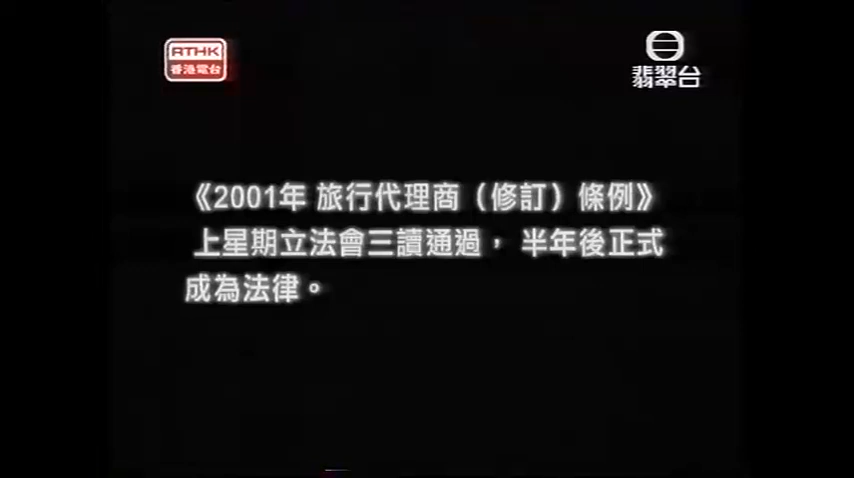 RTHK
香港電台
翡翠台
《2001年 旅行代理商（修訂）條例》
上星期立法會三讀通過， 半年後正式
成為法律。